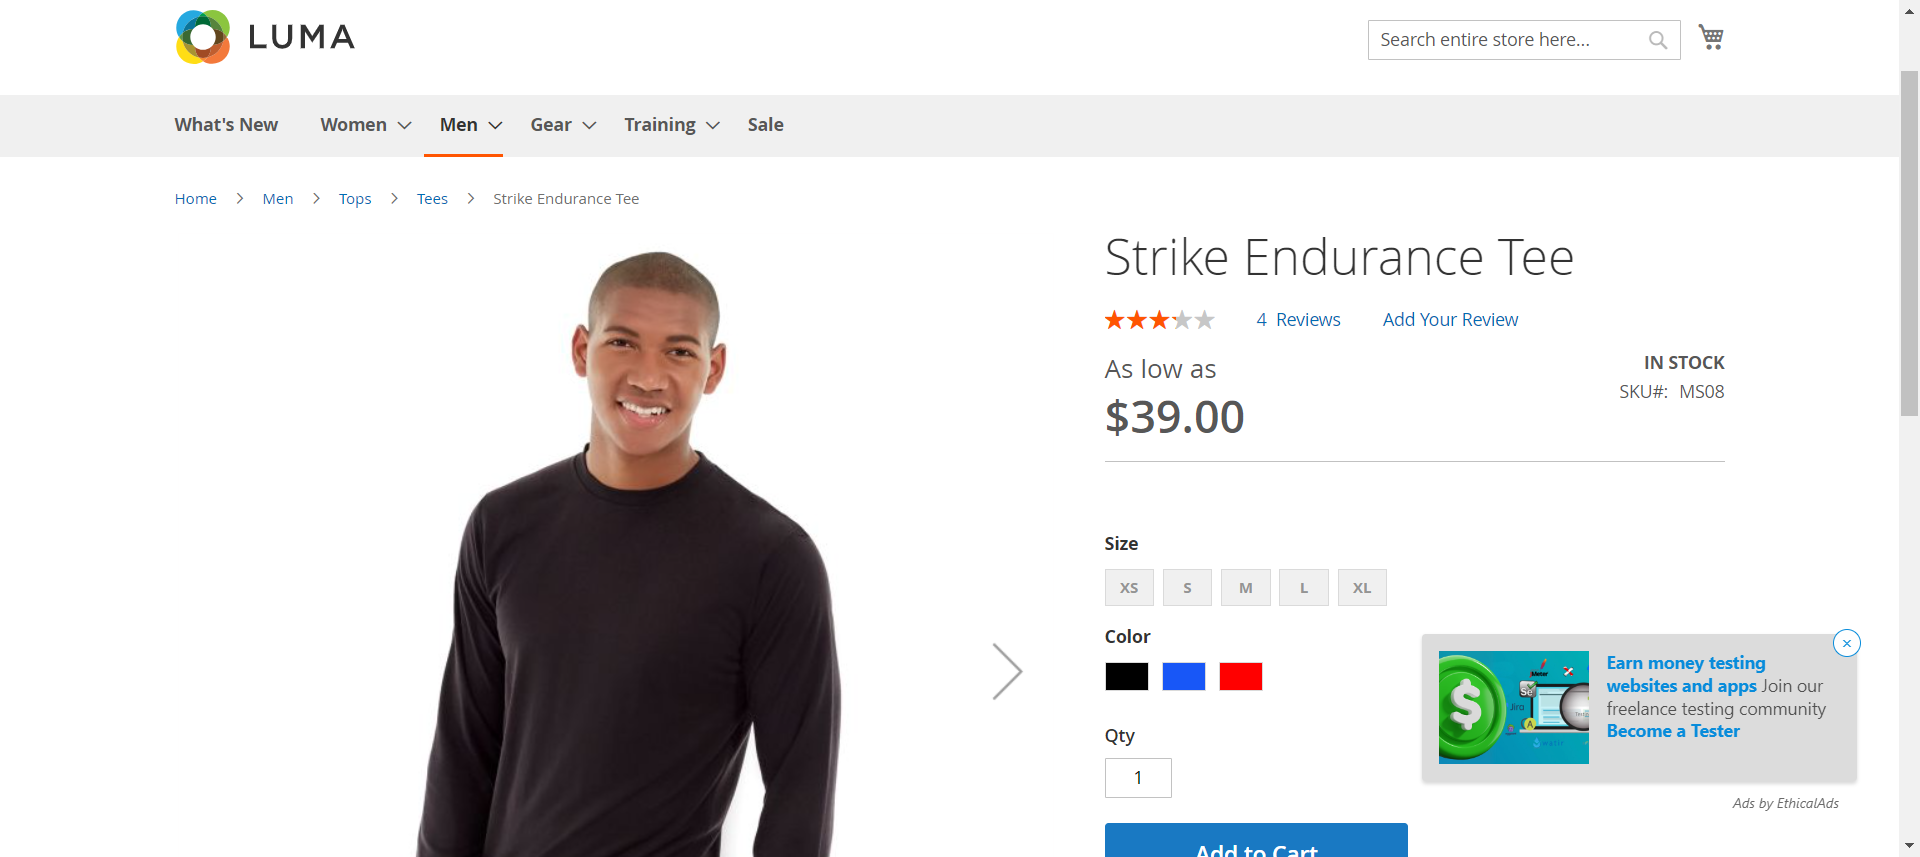 LUMA
Search entire store here...
What's New Women Men Gear Training Sale
Home Men Tops Tees Strike Endurance Tee
Strike Endurance Tee
4 Reviews Add Your Review
As low as
$39.00
IN STOCK
SKU#: MS08
Size
XS S M L XL
Color
Qty
1
Add to Cart
Earn money testing
websites and apps Join our
freelance testing community
Become a Tester
Ads by EthicalAds